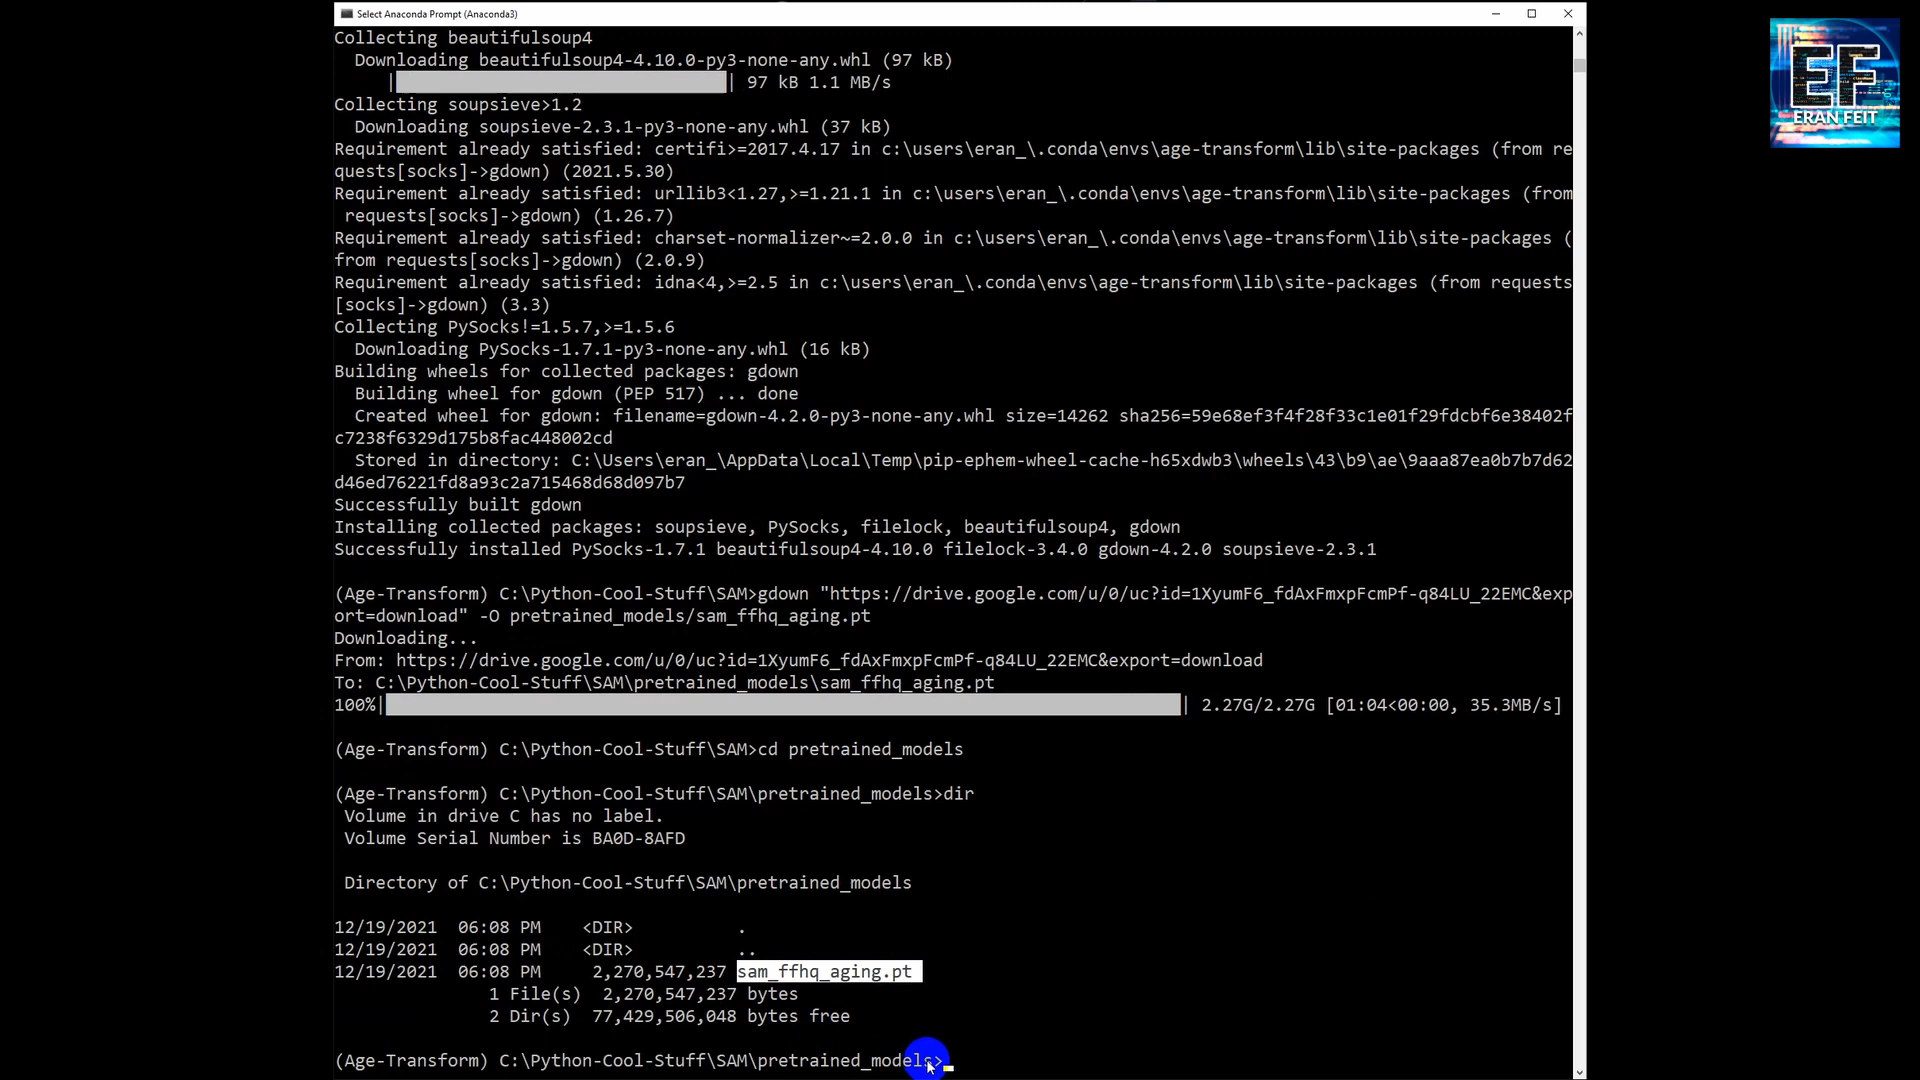 Select Anaconda Prompt (Anaconda3)
Collecting beautifulsoup4
  Downloading beautifulsoup4-4.10.0-py3-none-any.whl (97 kB)
     |████████████████████████████████| 97 kB 1.1 MB/s
Collecting soupsieve>1.2
  Downloading soupsieve-2.3.1-py3-none-any.whl (37 kB)
Requirement already satisfied: certifi>=2017.4.17 in c:\users\eran_\.conda\envs\age-transform\lib\site-packages (from re
quests[socks]->gdown) (2021.5.30)
Requirement already satisfied: urllib3<1.27,>=1.21.1 in c:\users\eran_\.conda\envs\age-transform\lib\site-packages (from
 requests[socks]->gdown) (1.26.7)
Requirement already satisfied: charset-normalizer~=2.0.0 in c:\users\eran_\.conda\envs\age-transform\lib\site-packages (
from requests[socks]->gdown) (2.0.9)
Requirement already satisfied: idna<4,>=2.5 in c:\users\eran_\.conda\envs\age-transform\lib\site-packages (from requests
[socks]->gdown) (3.3)
Collecting PySocks!=1.5.7,>=1.5.6
  Downloading PySocks-1.7.1-py3-none-any.whl (16 kB)
Building wheels for collected packages: gdown
  Building wheel for gdown (PEP 517) ... done
  Created wheel for gdown: filename=gdown-4.2.0-py3-none-any.whl size=14262 sha256=59e68ef3f4f28f33c1e01f29fdcbf6e38402f
c7238f6329d175b8fac448002cd
  Stored in directory: C:\Users\eran_\AppData\Local\Temp\pip-ephem-wheel-cache-h65xdwb3\wheels\43\b9\ae\9aaa87ea0b7b7d62
d46ed76221fd8a93c2a715468d68d097b7
Successfully built gdown
Installing collected packages: soupsieve, PySocks, filelock, beautifulsoup4, gdown
Successfully installed PySocks-1.7.1 beautifulsoup4-4.10.0 filelock-3.4.0 gdown-4.2.0 soupsieve-2.3.1
(Age-Transform) C:\Python-Cool-Stuff\SAM>gdown "https://drive.google.com/u/0/uc?id=1XyumF6_fdAxFmxpFcmPf-q84LU_22EMC&exp
ort=download" -O pretrained_models/sam_ffhq_aging.pt
Downloading...
From: https://drive.google.com/u/0/uc?id=1XyumF6_fdAxFmxpFcmPf-q84LU_22EMC&export=download
To: C:\Python-Cool-Stuff\SAM\pretrained_models\sam_ffhq_aging.pt
100%|██████████| 2.27G/2.27G [01:04<00:00, 35.3MB/s]
(Age-Transform) C:\Python-Cool-Stuff\SAM>cd pretrained_models
(Age-Transform) C:\Python-Cool-Stuff\SAM\pretrained_models>dir
 Volume in drive C has no label.
 Volume Serial Number is BA0D-8AFD
 Directory of C:\Python-Cool-Stuff\SAM\pretrained_models
12/19/2021  06:08 PM    <DIR>          .
12/19/2021  06:08 PM    <DIR>          ..
12/19/2021  06:08 PM     2,270,547,237 sam_ffhq_aging.pt
               1 File(s)  2,270,547,237 bytes
               2 Dir(s)  77,429,506,048 bytes free
(Age-Transform) C:\Python-Cool-Stuff\SAM\pretrained_models>
EF
ERAN FEIT